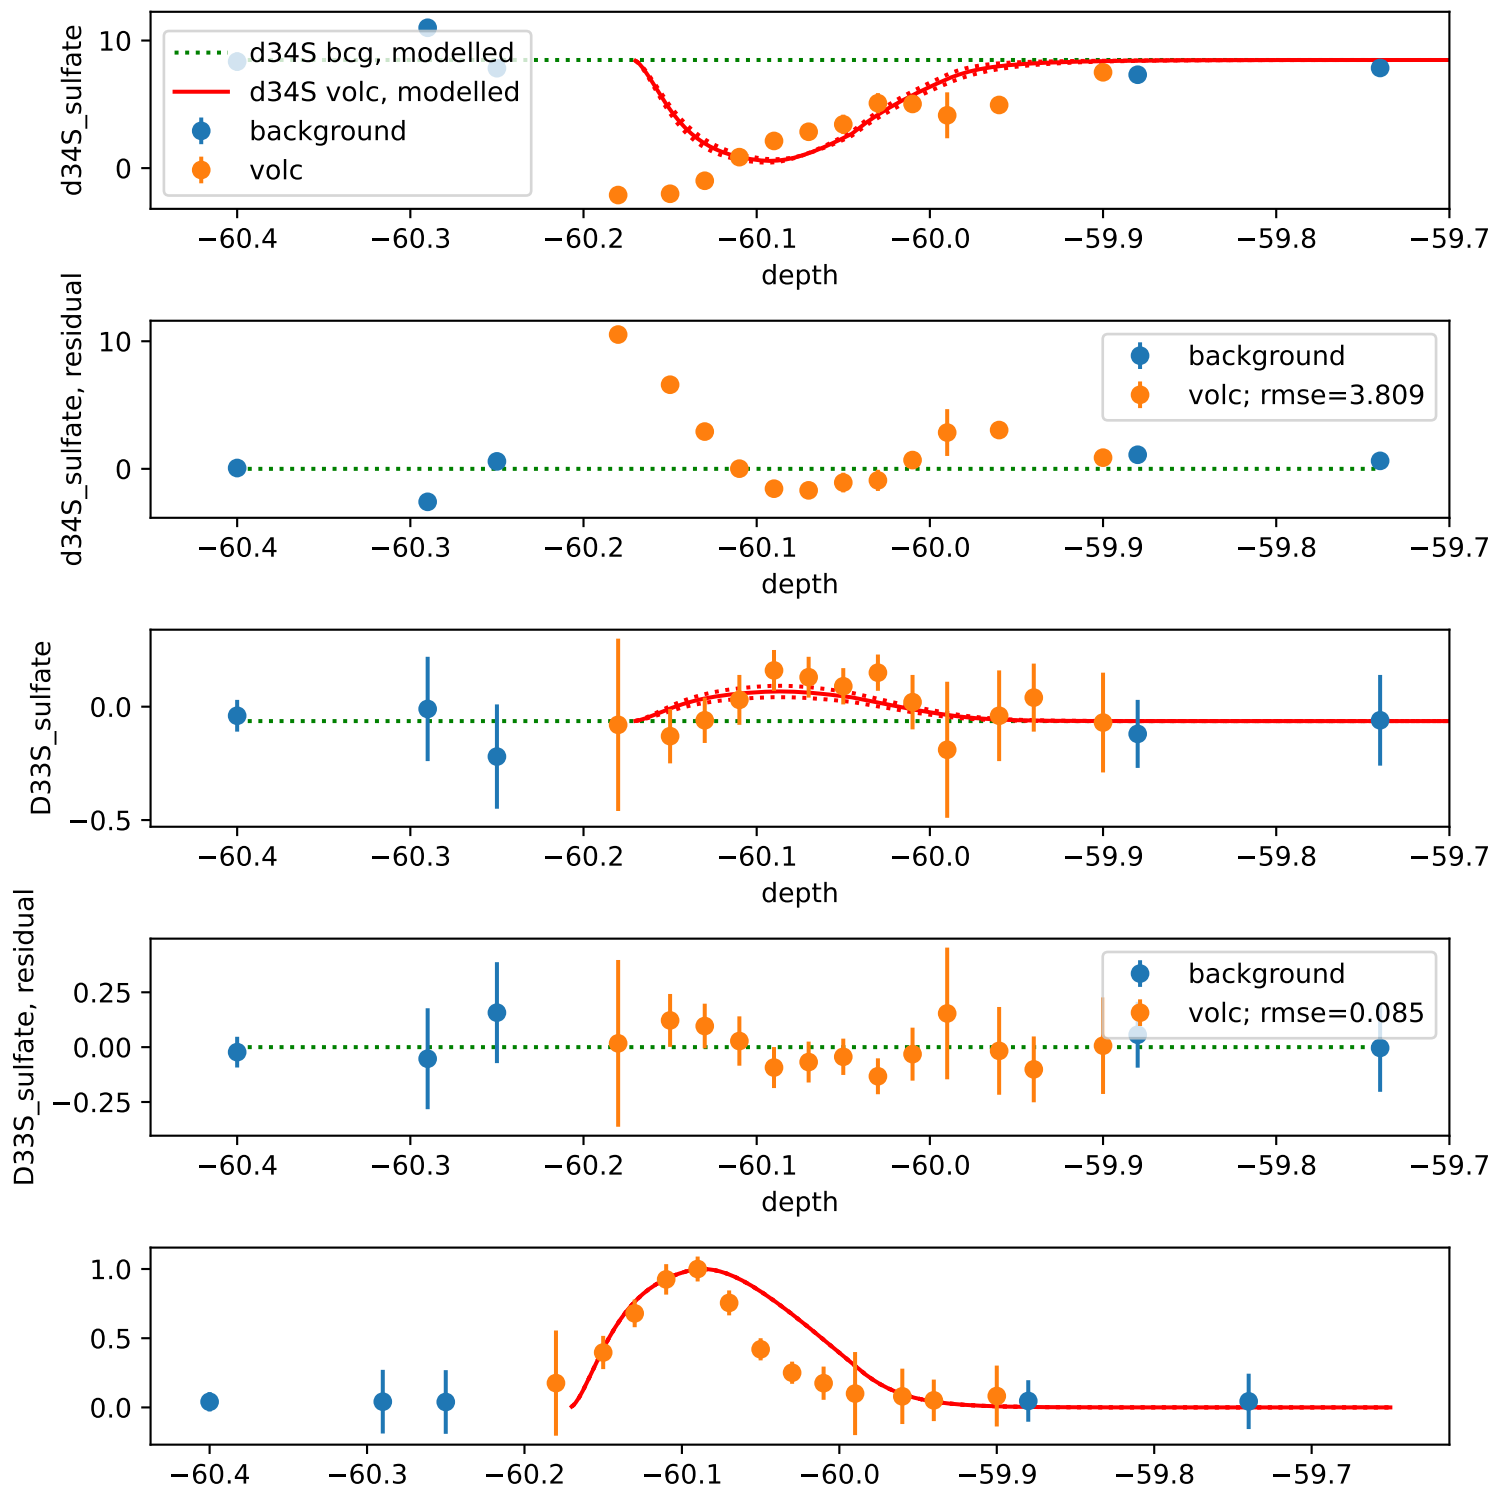 d34S_sulfate
10
0
d34S bcg, modelled
d34S volc, modelled
background
volc
−60.4 −60.3 −60.2 −60.1 −60.0 −59.9 −59.8 −59.7
depth
d34S_sulfate, residual
10
0
background
volc; rmse=3.809
−60.4 −60.3 −60.2 −60.1 −60.0 −59.9 −59.8 −59.7
depth
D33S_sulfate
0.0
−0.5
−60.4 −60.3 −60.2 −60.1 −60.0 −59.9 −59.8 −59.7
depth
D33S_sulfate, residual
0.25
0.00
−0.25
background
volc; rmse=0.085
−60.4 −60.3 −60.2 −60.1 −60.0 −59.9 −59.8 −59.7
depth
1.0
0.5
0.0
−60.4 −60.3 −60.2 −60.1 −60.0 −59.9 −59.8 −59.7